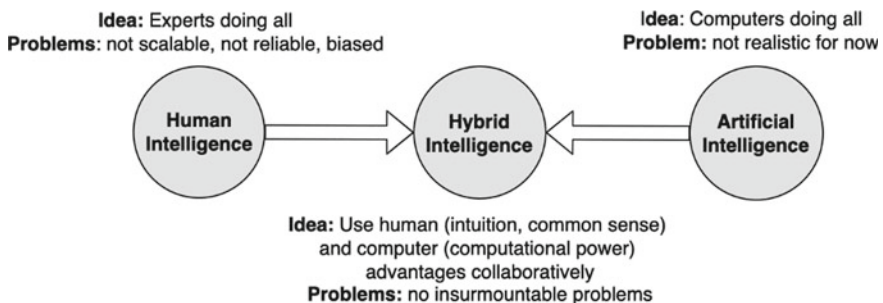 Idea: Experts doing all
Problems: not scalable, not reliable, biased
Idea: Computers doing all
Problem: not realistic for now
Human
Intelligence
Hybrid
Intelligence
Artificial
Intelligence
Idea: Use human (intuition, common sense)
and computer (computational power)
advantages collaboratively
Problems: no insurmountable problems